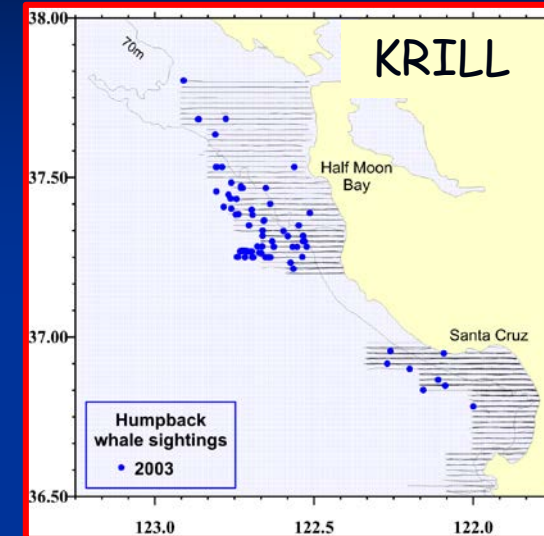 38.00
70m
KRILL
37.50
Half Moon
Bay
37.00
Santa Cruz
Humpback
whale sightings
2003
36.50
123.0 122.5 122.0